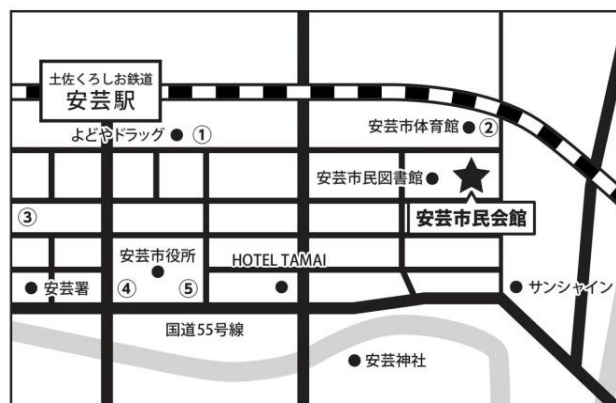 土佐くろしお鉄道
安芸駅
よどやドラッグ ①
安芸市体育館 ②
安芸市民図書館
安芸市民会館
③
安芸市役所
HOTEL TAMAI
安芸署
④
⑤
サンシャイン
国道55号線
安芸神社